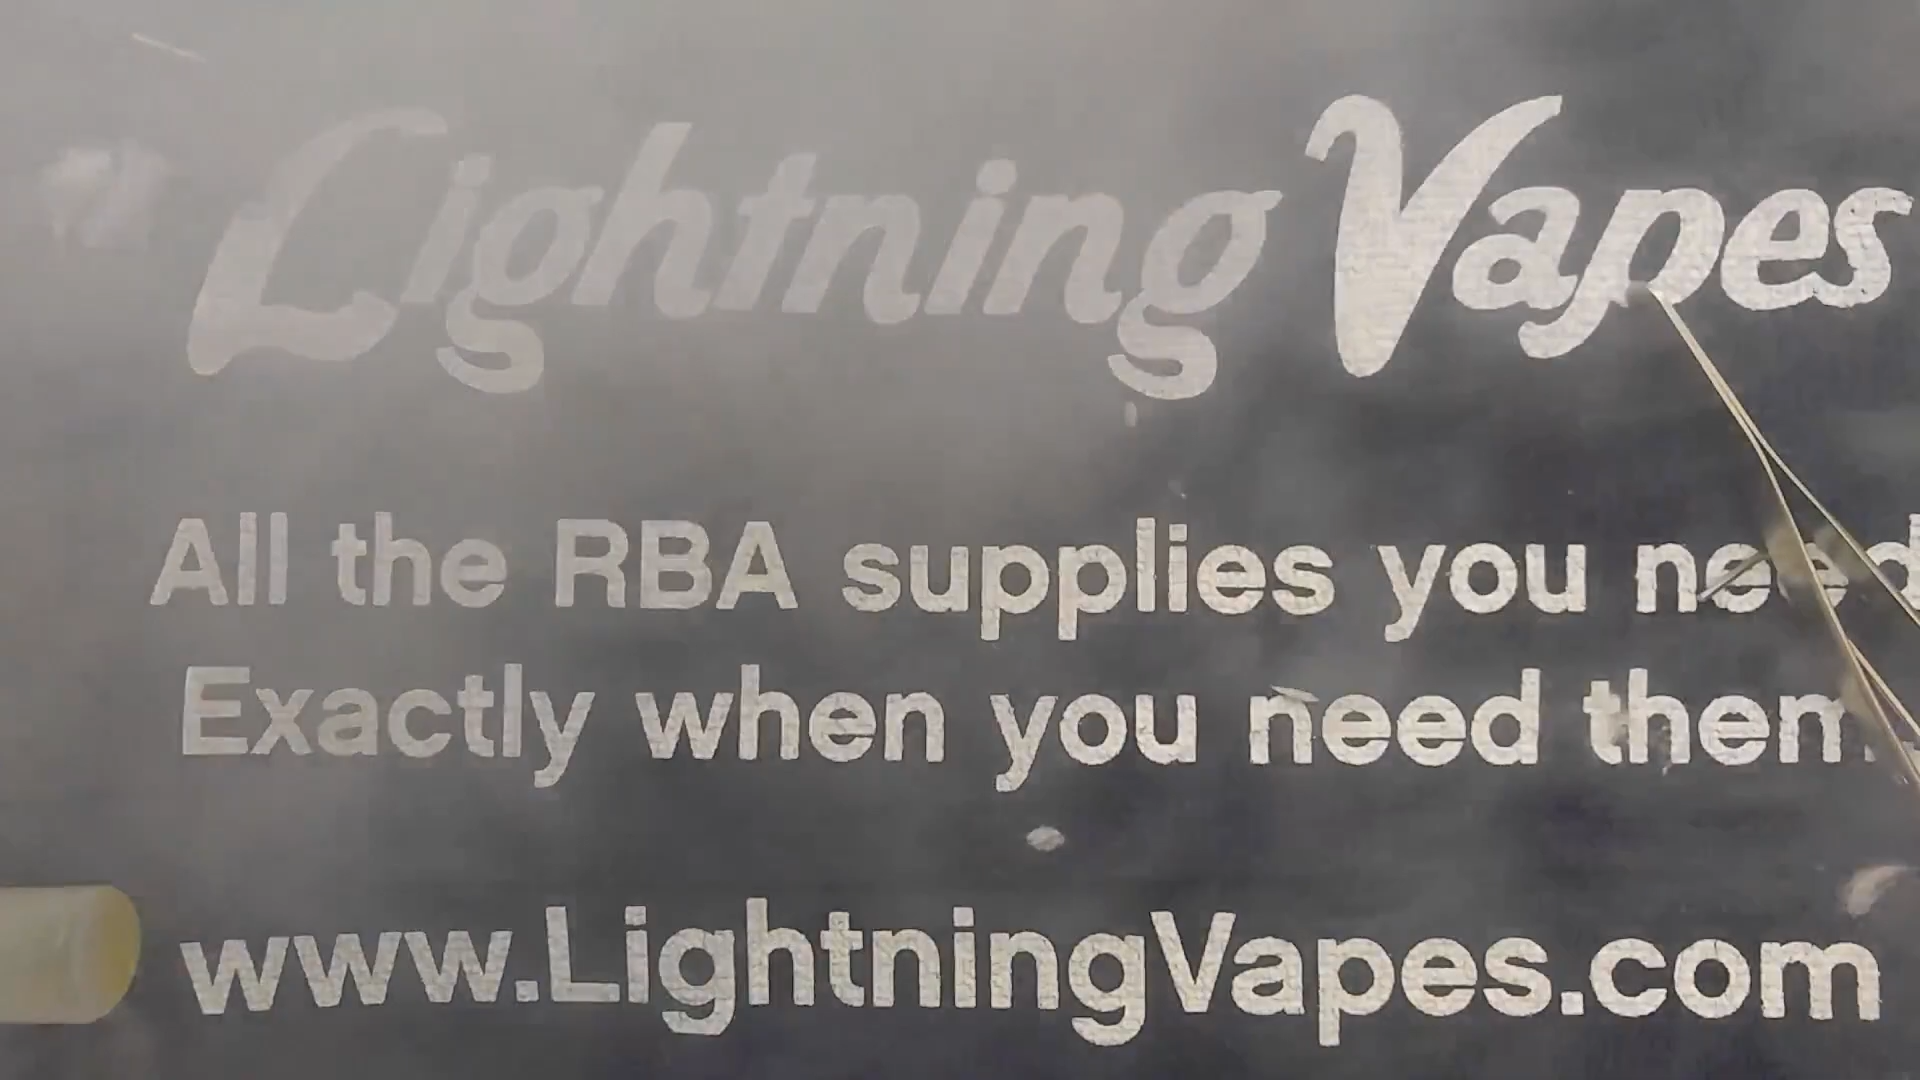 Lightning Vapes
All the RBA supplies you need
Exactly when you need them.
www.LightningVapes.com